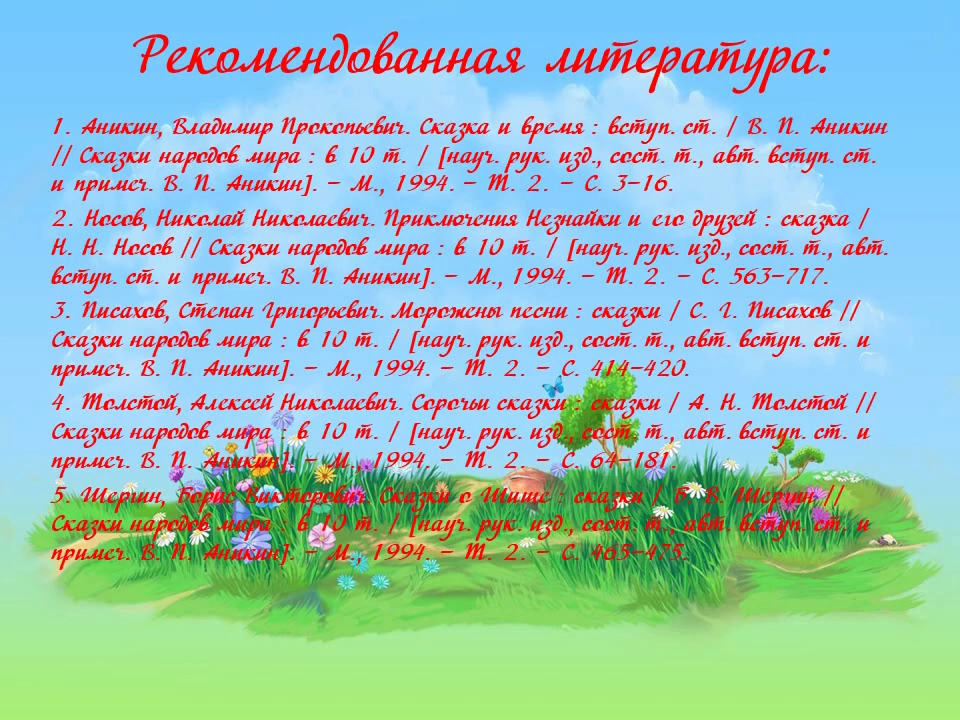 Рекомендованная литература:
1. Аникин, Владимир Прокопьевич. Сказка и время : вступ. ст. / В. П. Аникин
// Сказки народов мира : в 10 т. / [науч. рук. изд., сост. т., авт. вступ. ст.
и примеч. В. П. Аникин]. – М., 1994. – Т. 2. – С. 3–16.
2. Носов, Николай Николаевич. Приключения Незнайки и его друзей : сказка /
Н. Н. Носов // Сказки народов мира : в 10 т. / [науч. рук. изд., сост. т., авт.
вступ. ст. и примеч. В. П. Аникин]. – М., 1994. – Т. 2. – С. 563–717.
3. Писахов, Степан Григорьевич. Морожены песни : сказки / С. Г. Писахов //
Сказки народов мира : в 10 т. / [науч. рук. изд., сост. т., авт. вступ. ст. и
примеч. В. П. Аникин]. – М., 1994. – Т. 2. – С. 414–420.
4. Толстой, Алексей Николаевич. Сорочьи сказки : сказки / А. Н. Толстой //
Сказки народов мира : в 10 т. / [науч. рук. изд., сост. т., авт. вступ. ст. и
примеч. В. П. Аникин]. – М., 1994. – Т. 2. – С. 64–181.
5. Шергин, Борис Викторович. Сказки о Шише : сказки / Б. В. Шергин //
Сказки народов мира : в 10 т. / [науч. рук. изд., сост. т., авт. вступ. ст. и
примеч. В. П. Аникин]. – М., 1994. – Т. 2. – С. 465–475.